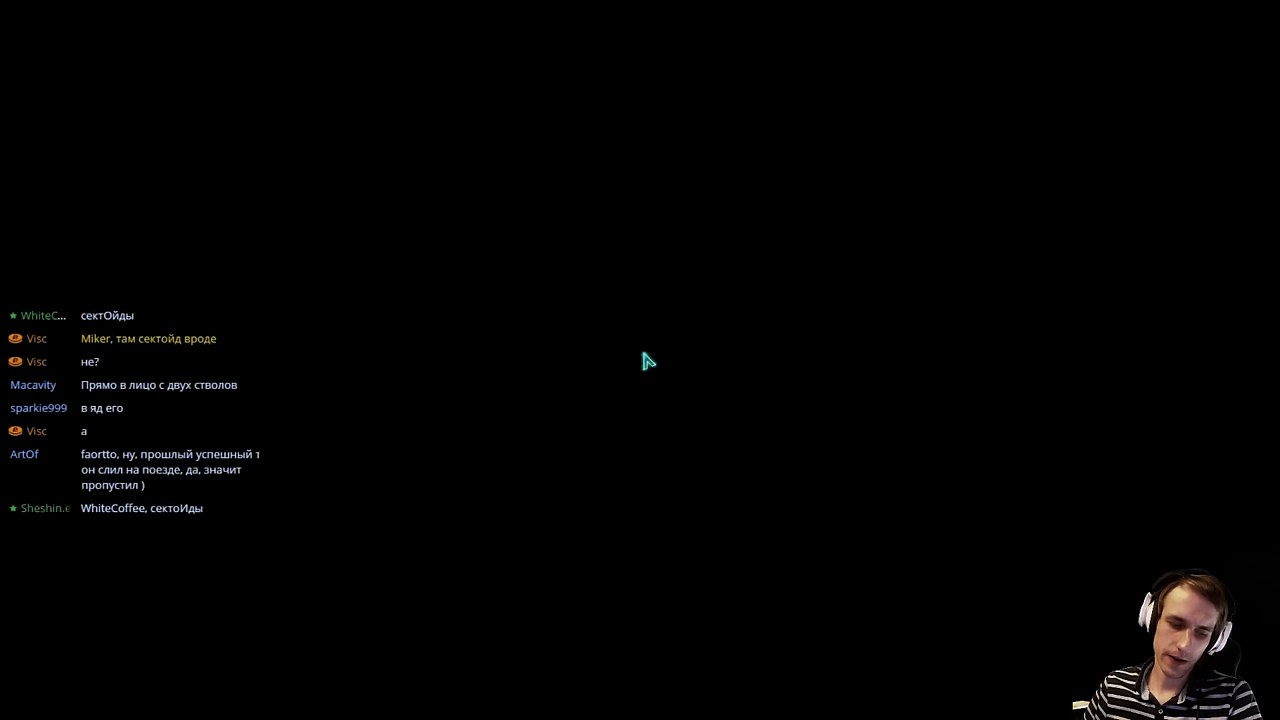 WhiteC... сектОйды
Visc Miker, там сектойд вроде
Visc не?
Macavity Прямо в лицо с двух стволов
sparkie999 в яд его
Visc а
ArtOf faortto, ну, прошлый успешный т
он слил на поезде, да, значит
пропустил )
Sheshin.e WhiteCoffee, сектоИды